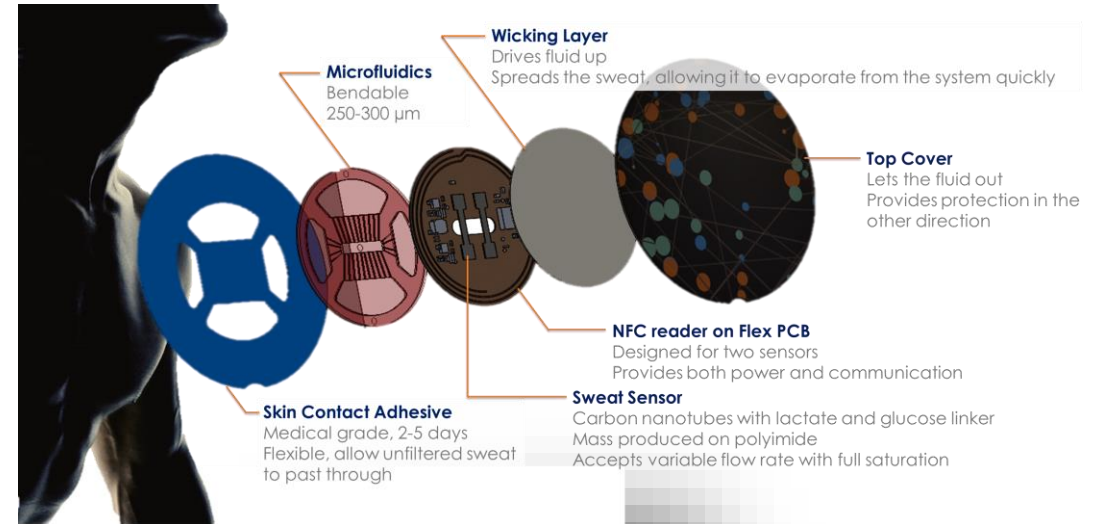 Wicking Layer
Drives fluid up
Spreads the sweat, allowing it to evaporate from the system quickly
Microfluidics
Bendable
250-300 µm
Top Cover
Lets the fluid out
Provides protection in the
other direction
NFC reader on Flex PCB
Designed for two sensors
Provides both power and communication
Sweat Sensor
Carbon nanotubes with lactate and glucose linker
Mass produced on polyimide
Accepts variable flow rate with full saturation
Skin Contact Adhesive
Medical grade, 2-5 days
Flexible, allow unfiltered sweat
to past through